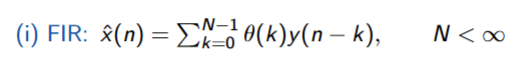 (i) FIR: x̂(n) = ∑_{k=0}^{N−1} θ(k)y(n − k), N < ∞